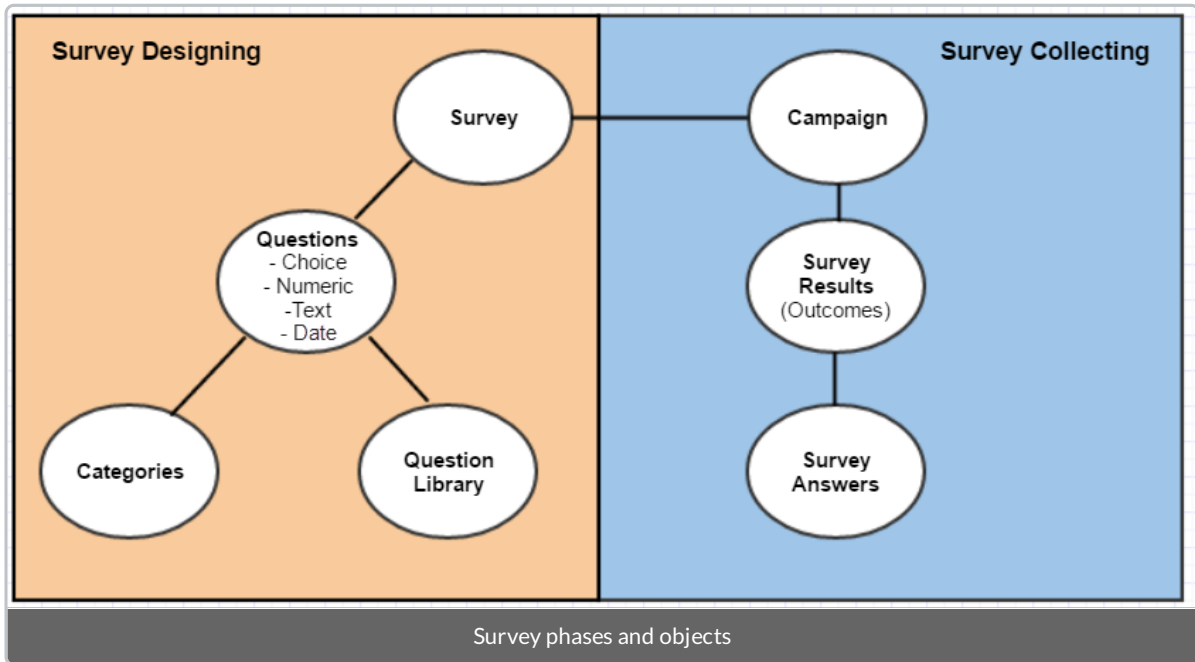 Survey Designing
Survey
Questions
- Choice
- Numeric
-Text
- Date
Categories
Question
Library
Survey Collecting
Campaign
Survey
Results
(Outcomes)
Survey
Answers
Survey phases and objects